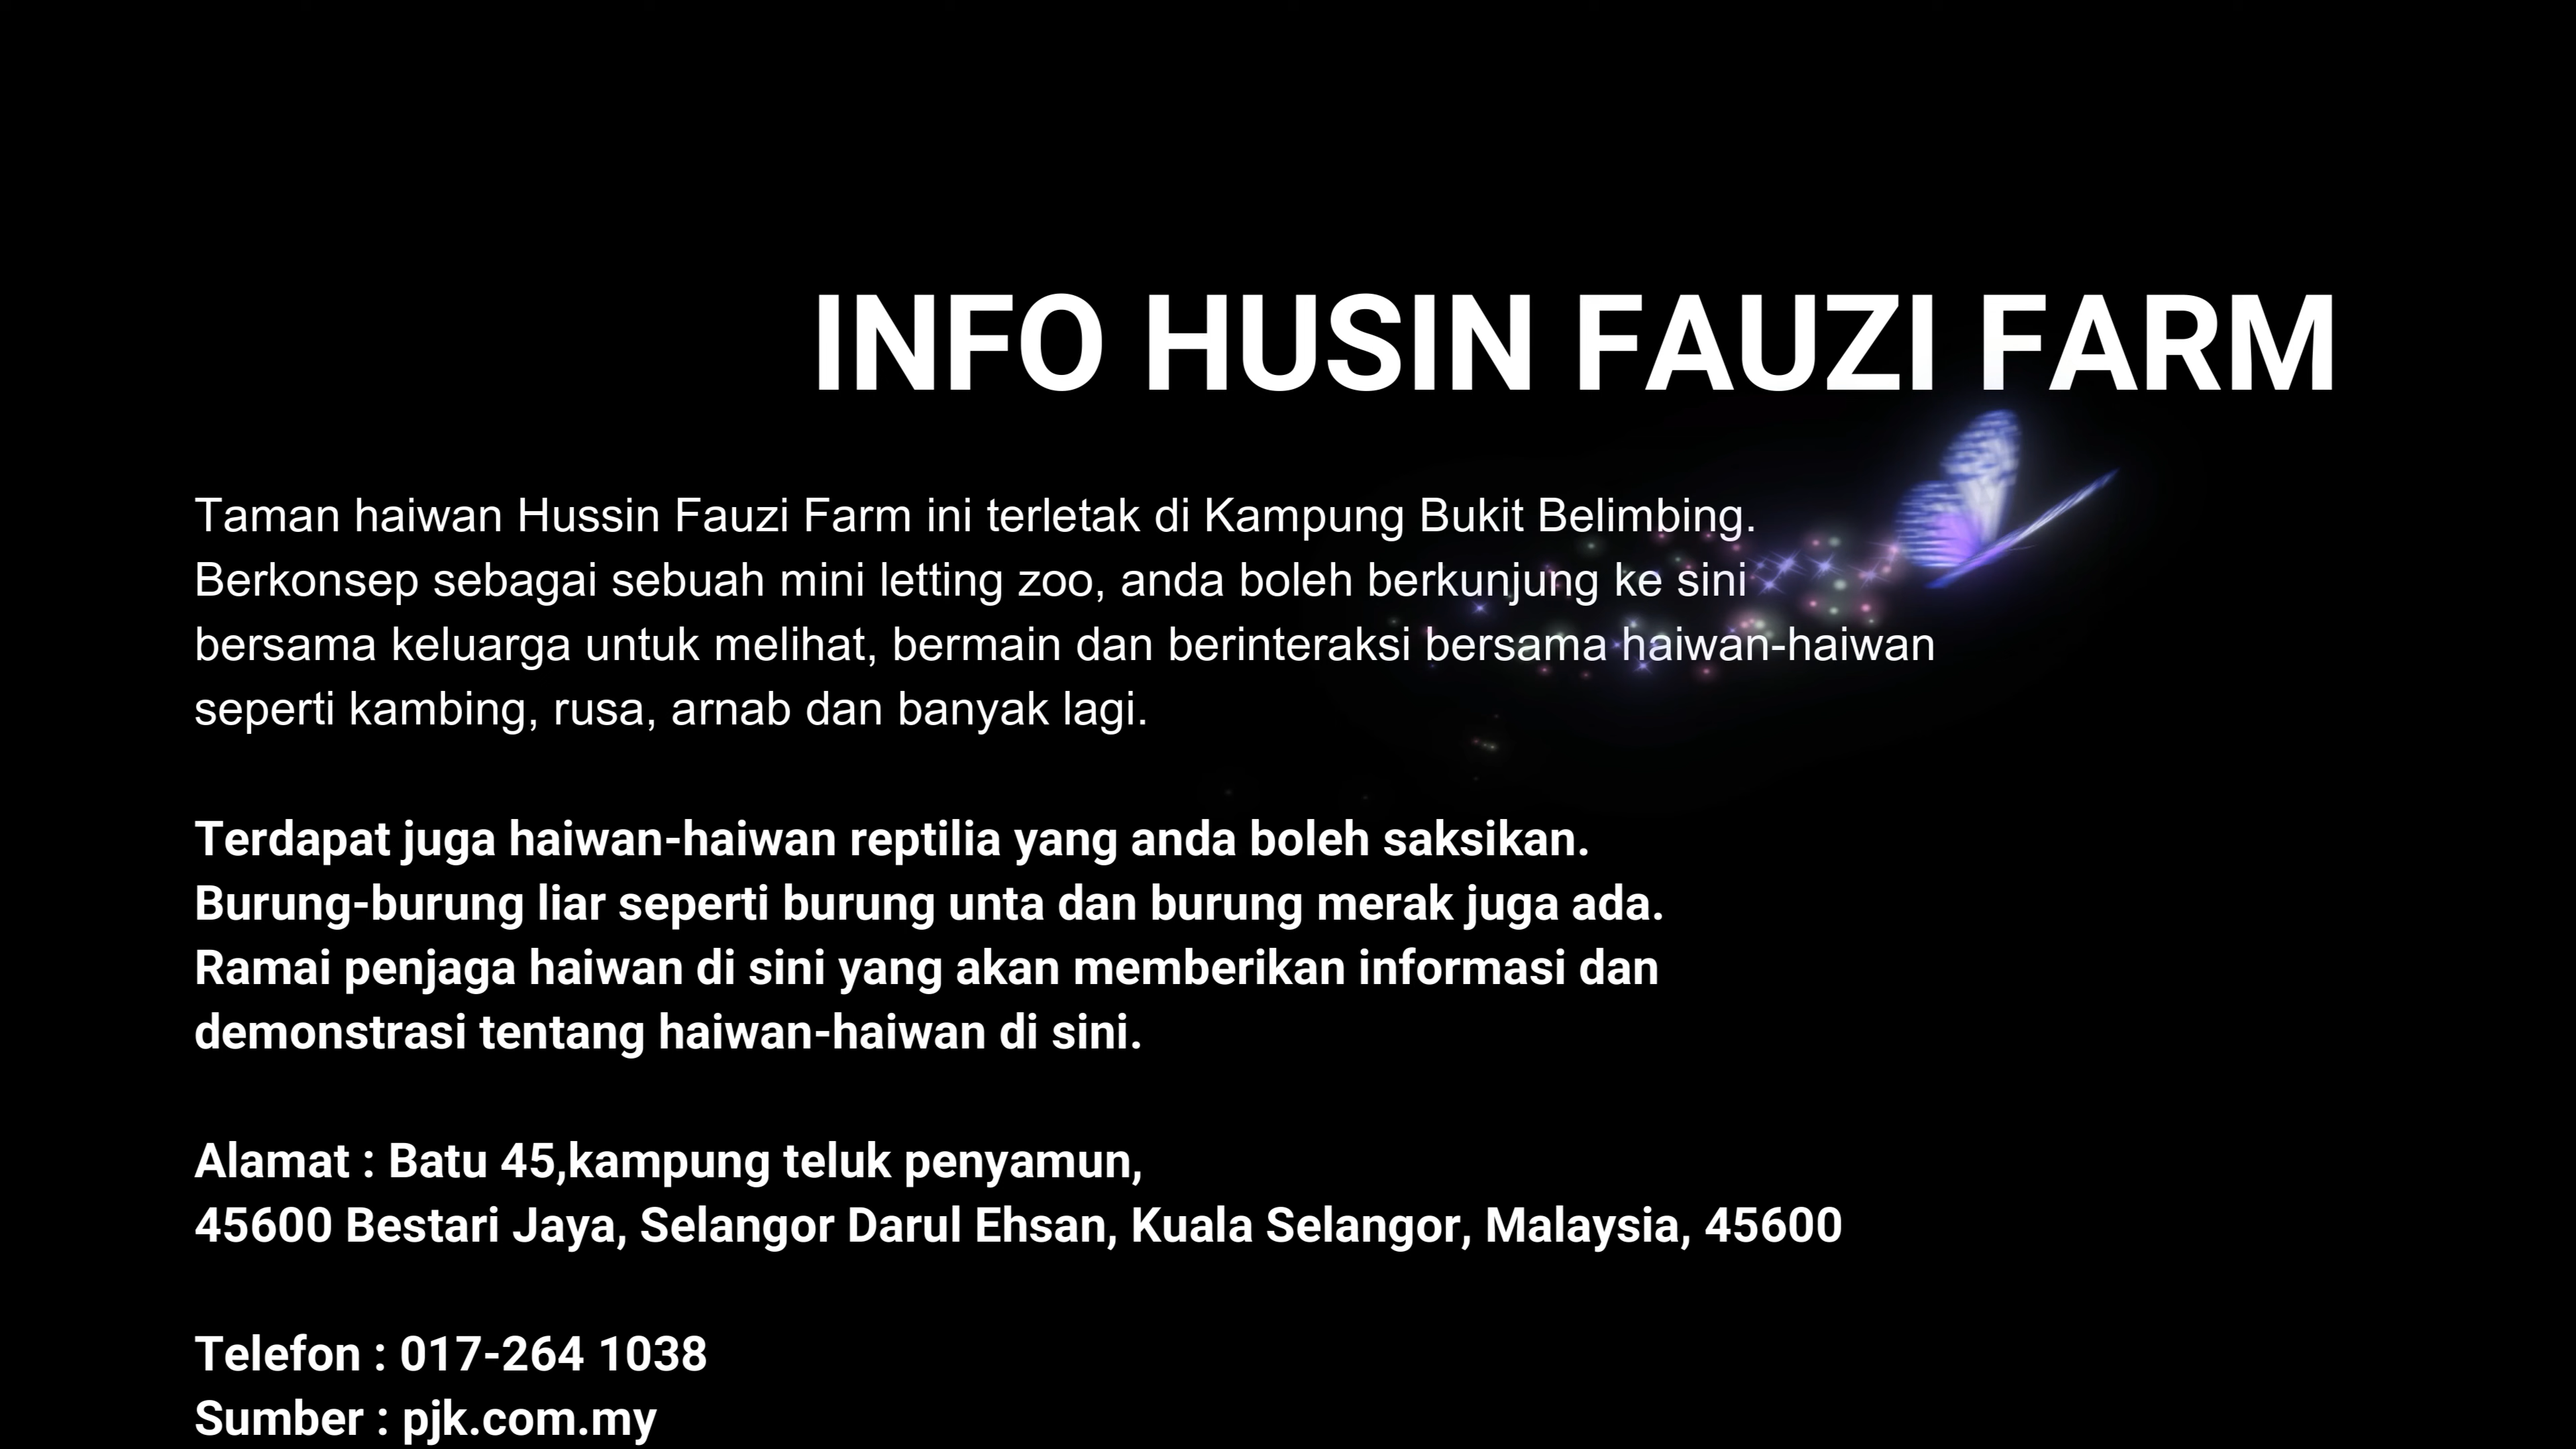 INFO HUSIN FAUZI FARM
Taman haiwan Hussin Fauzi Farm ini terletak di Kampung Bukit Belimbing.
Berkonsep sebagai sebuah mini letting zoo, anda boleh berkunjung ke sini
bersama keluarga untuk melihat, bermain dan berinteraksi bersama haiwan-haiwan
seperti kambing, rusa, arnab dan banyak lagi.
Terdapat juga haiwan-haiwan reptilia yang anda boleh saksikan.
Burung-burung liar seperti burung unta dan burung merak juga ada.
Ramai penjaga haiwan di sini yang akan memberikan informasi dan
demonstrasi tentang haiwan-haiwan di sini.
Alamat : Batu 45,kampung teluk penyamun,
45600 Bestari Jaya, Selangor Darul Ehsan, Kuala Selangor, Malaysia, 45600
Telefon : 017-264 1038
Sumber : pjk.com.my